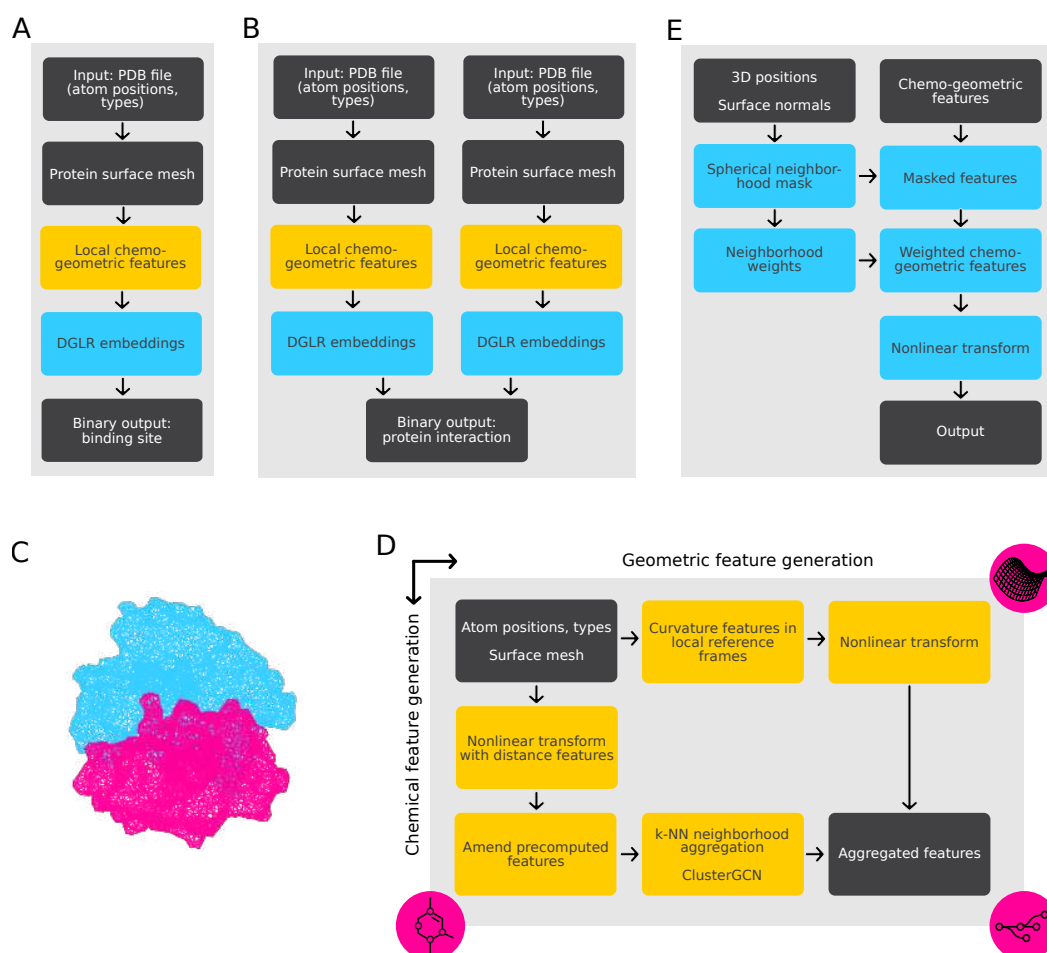 A
Input: PDB file
(atom positions,
types)
Protein surface mesh
Local chemo-
geometric features
DGLR embeddings
Binary output:
binding site
B
Input: PDB file
(atom positions,
types)
Protein surface mesh
Local chemo-
geometric features
DGLR embeddings
Input: PDB file
(atom positions,
types)
Protein surface mesh
Local chemo-
geometric features
DGLR embeddings
Binary output:
protein interaction
E
3D positions
Surface normals
Chemo-geometric
features
Spherical neighbor-
hood mask
Masked features
Neighborhood
weights
Weighted chemo-
geometric features
Nonlinear transform
Output
C
D
Geometric feature generation
Chemical feature generation
Atom positions, types
Surface mesh
Curvature features in
local reference
frames
Nonlinear transform
Nonlinear transform
with distance features
Amend precomputed
features
k-NN neighborhood
aggregation
ClusterGCN
Aggregated features